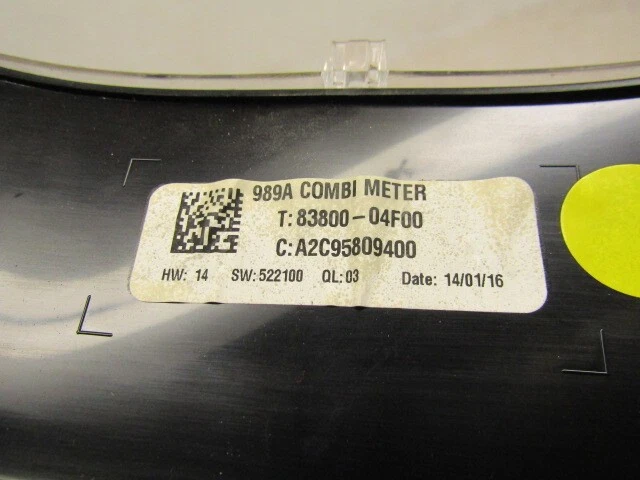 989A COMBI METER
T: 83800-04F00
C: A2C95809400
HW: 14 SW: 522100 QL: 03 Date: 14/01/16